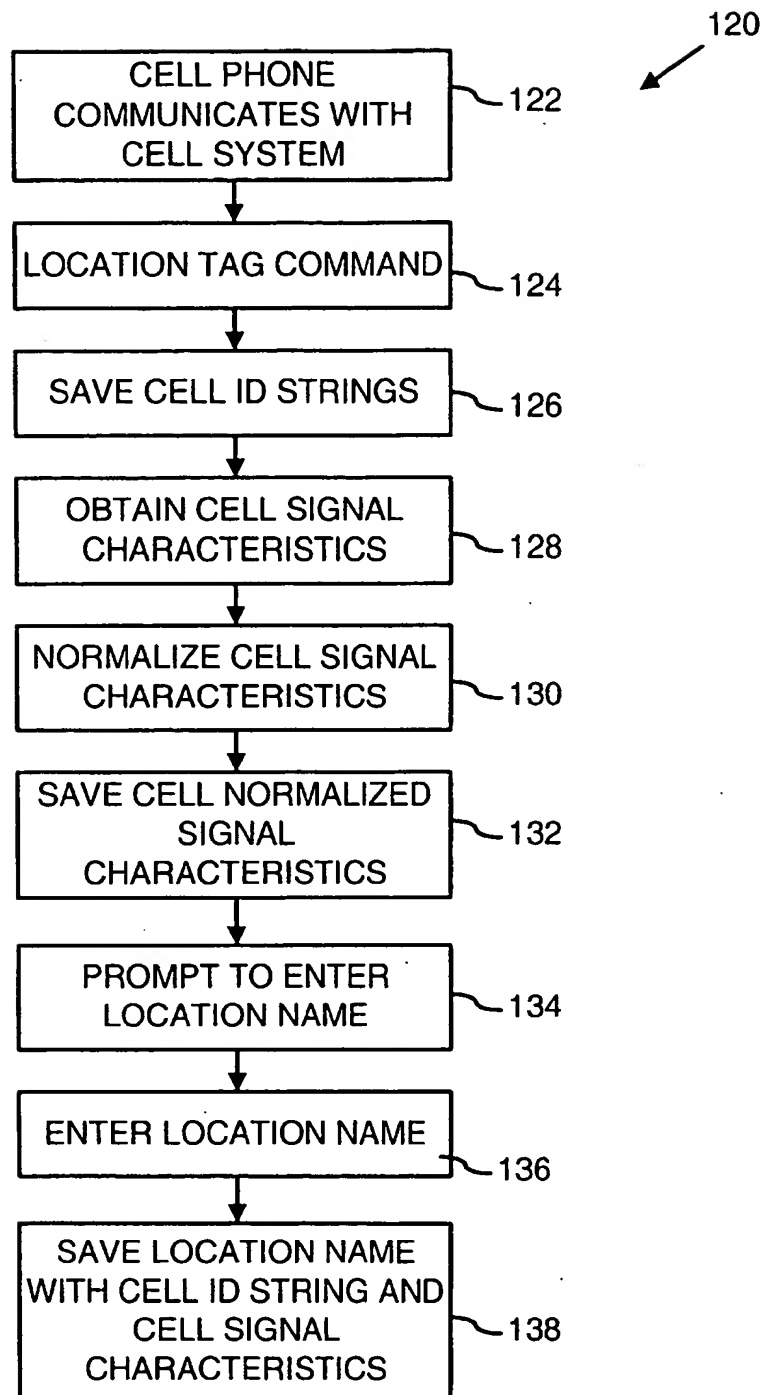 120
CELL PHONE
COMMUNICATES WITH
CELL SYSTEM
122
LOCATION TAG COMMAND
124
SAVE CELL ID STRINGS
126
OBTAIN CELL SIGNAL
CHARACTERISTICS
128
NORMALIZE CELL SIGNAL
CHARACTERISTICS
130
SAVE CELL NORMALIZED
SIGNAL
CHARACTERISTICS
132
PROMPT TO ENTER
LOCATION NAME
134
ENTER LOCATION NAME
136
SAVE LOCATION NAME
WITH CELL ID STRING AND
CELL SIGNAL
CHARACTERISTICS
138